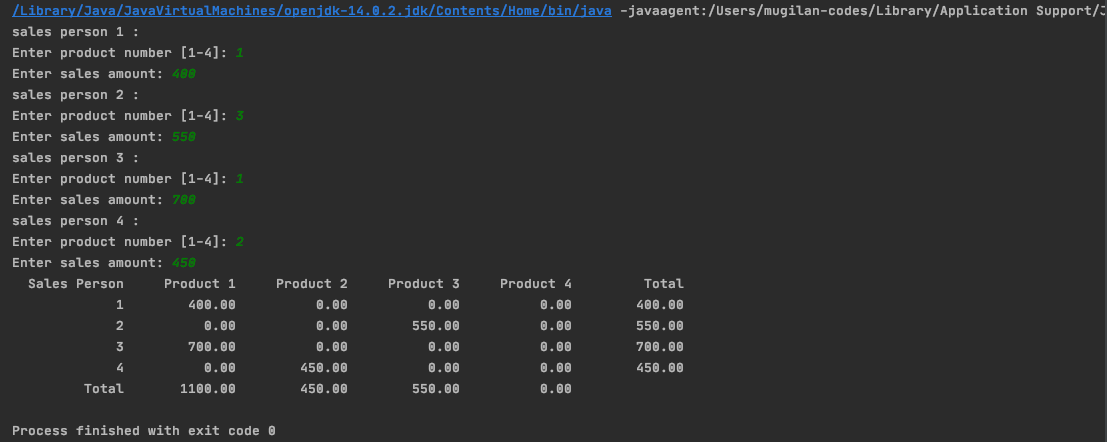 /Library/Java/JavaVirtualMachines/openjdk-14.0.2.jdk/Contents/Home/bin/java -javaagent:/Users/mugilan-codes/Library/Application Support/J
sales person 1 :
Enter product number [1-4]: 1
Enter sales amount: 400
sales person 2 :
Enter product number [1-4]: 3
Enter sales amount: 550
sales person 3 :
Enter product number [1-4]: 1
Enter sales amount: 700
sales person 4 :
Enter product number [1-4]: 2
Enter sales amount: 450
Sales Person Product 1 Product 2 Product 3 Product 4 Total
1 400.00 0.00 0.00 0.00 400.00
2 0.00 0.00 550.00 0.00 550.00
3 700.00 0.00 0.00 0.00 700.00
4 0.00 450.00 0.00 0.00 450.00
Total 1100.00 450.00 550.00 0.00
Process finished with exit code 0